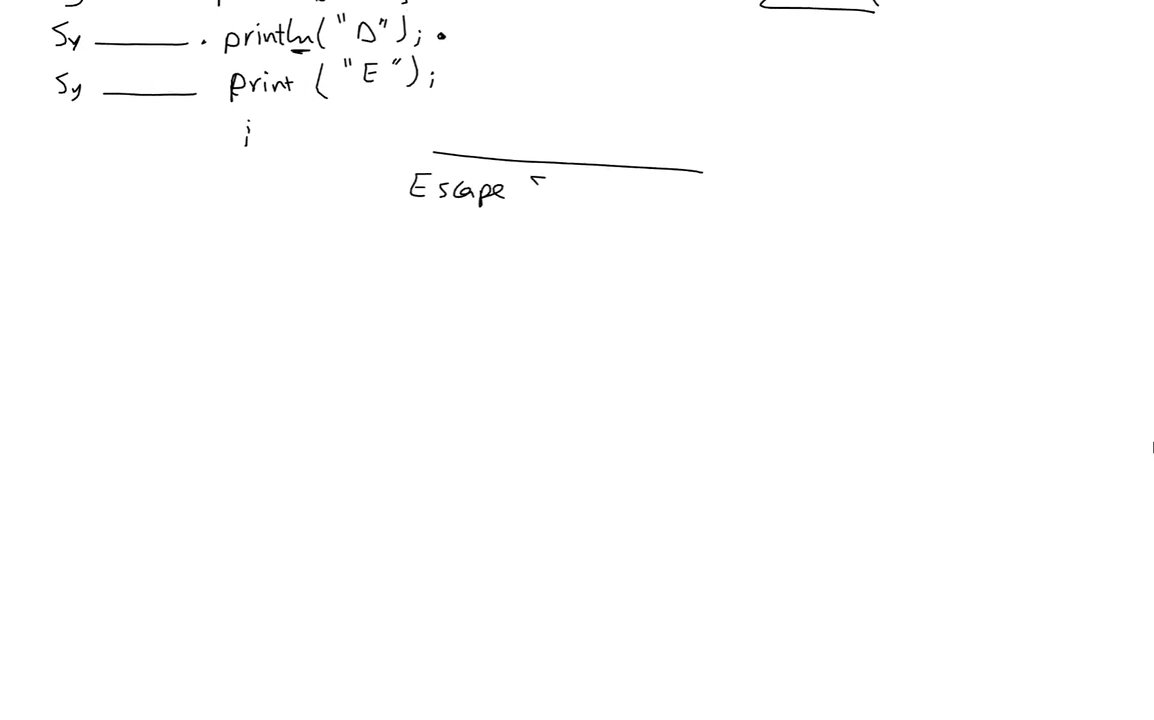 Sy ______ . println("D"); .
Sy ______ print ("E");
;
Escape